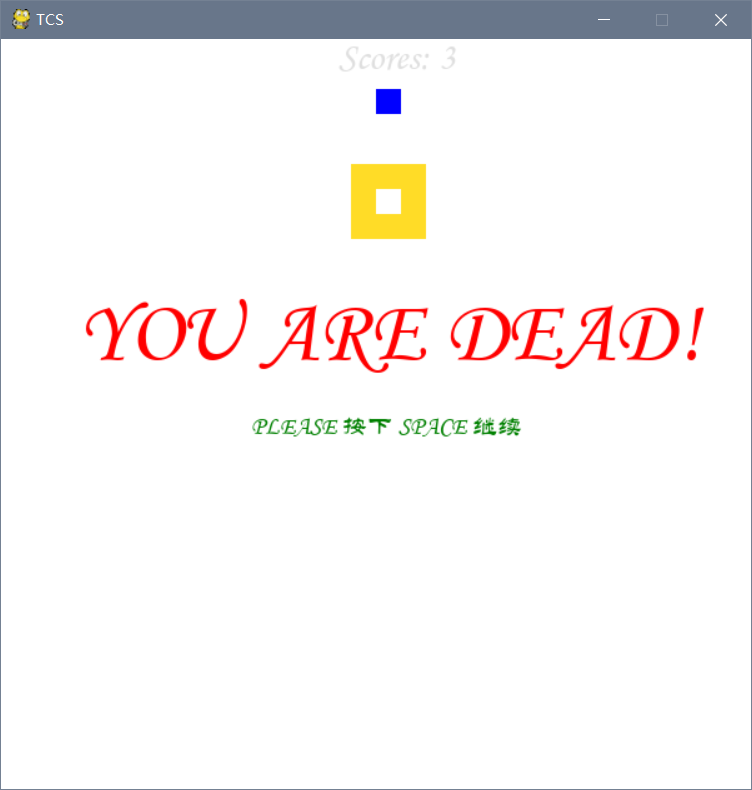 TCS
Scores: 3
YOU ARE DEAD!
PLEASE 按下 SPACE 继续